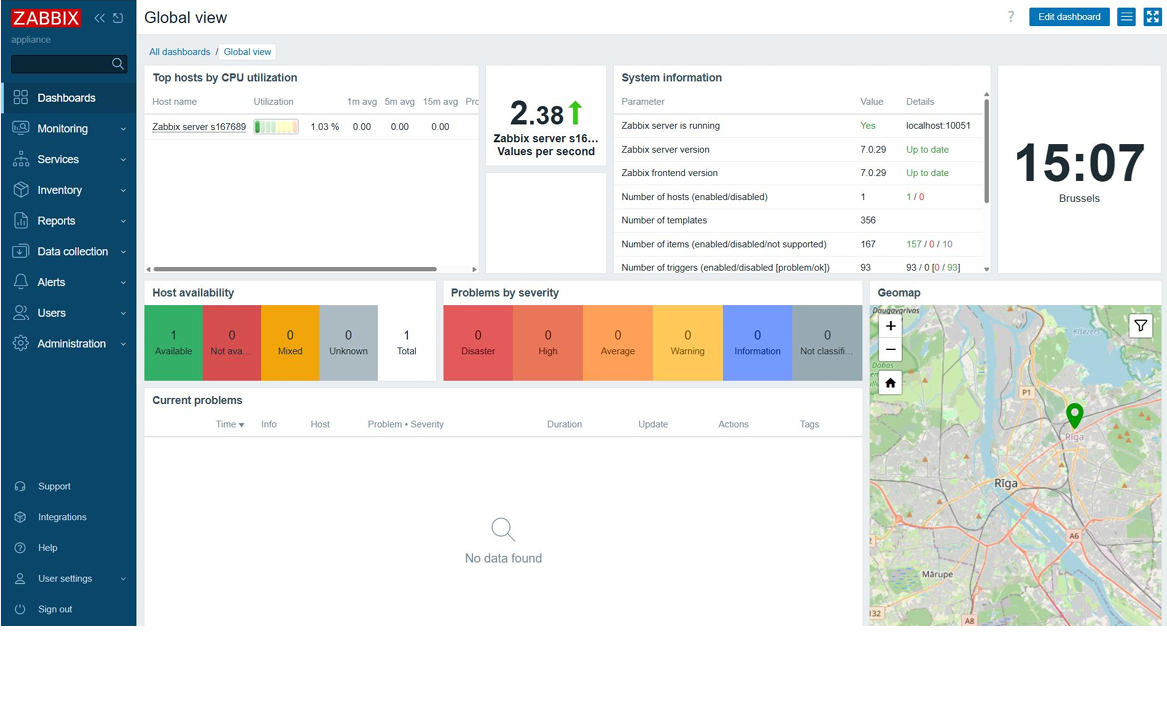 ZABBIX
appliance
Dashboards
Monitoring
Services
Inventory
Reports
Data collection
Alerts
Users
Administration
Support
Integrations
Help
User settings
Sign out
Global view
? Edit dashboard
All dashboards / Global view
Top hosts by CPU utilization
Host name Utilization 1m avg 5m avg 15m avg Prc
Zabbix server s167689 1.03 % 0.00 0.00 0.00
2.38
Zabbix server s16...
Values per second
System information
Parameter Value Details
Zabbix server is running Yes localhost:10051
Zabbix server version 7.0.29 Up to date
Zabbix frontend version 7.0.29 Up to date
Number of hosts (enabled/disabled) 1 1 / 0
Number of templates 356
Number of items (enabled/disabled/not supported) 167 157 / 0 / 10
Number of triggers (enabled/disabled [problem/ok]) 93 93 / 0 [0 / 93]
15:07
Brussels
Host availability
1 0 0 0 1
Available Not ava... Mixed Unknown Total
Problems by severity
0 0 0 0 0 0
Disaster High Average Warning Information Not classifi...
Current problems
Time Info Host Problem • Severity Duration Update Actions Tags
No data found
Geomap
Daugavgrīvas
+
−
Ķīšezers
P1
Rīga
Rīga
A6
Mārupe
132
A8